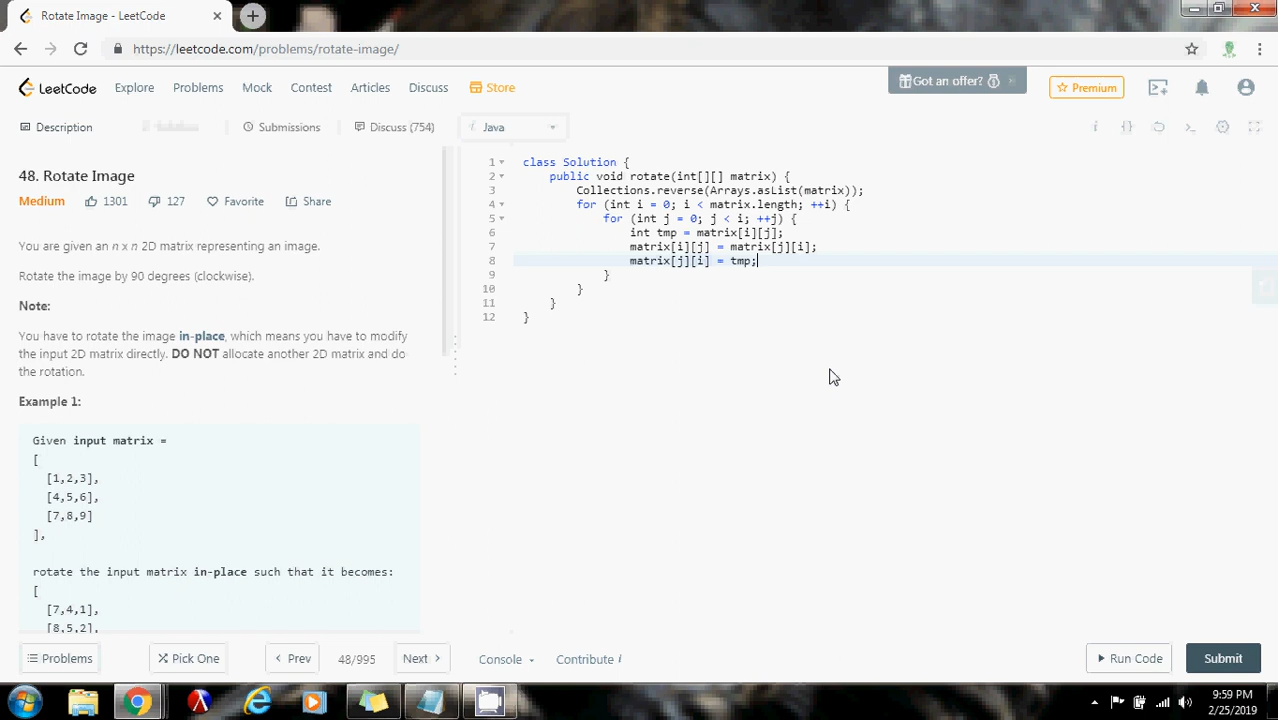 Rotate Image - LeetCode
https://leetcode.com/problems/rotate-image/
LeetCode Explore Problems Mock Contest Articles Discuss Store Got an offer? Premium
Description Submissions Discuss (754) Java
48. Rotate Image
Medium 1301 127 Favorite Share
You are given an n x n 2D matrix representing an image.
Rotate the image by 90 degrees (clockwise).
Note:
You have to rotate the image in-place, which means you have to modify
the input 2D matrix directly. DO NOT allocate another 2D matrix and do
the rotation.
Example 1:
Given input matrix =
[
[1,2,3],
[4,5,6],
[7,8,9]
],
rotate the input matrix in-place such that it becomes:
[
[7,4,1],
[8,5,2],
1 class Solution {
2 public void rotate(int[][] matrix) {
3 Collections.reverse(Arrays.asList(matrix));
4 for (int i = 0; i < matrix.length; ++i) {
5 for (int j = 0; j < i; ++j) {
6 int tmp = matrix[i][j];
7 matrix[i][j] = matrix[j][i];
8 matrix[j][i] = tmp;
9 }
10 }
11 }
12 }
Problems Pick One Prev 48/995 Next Console Contribute i Run Code Submit
9:59 PM
2/25/2019